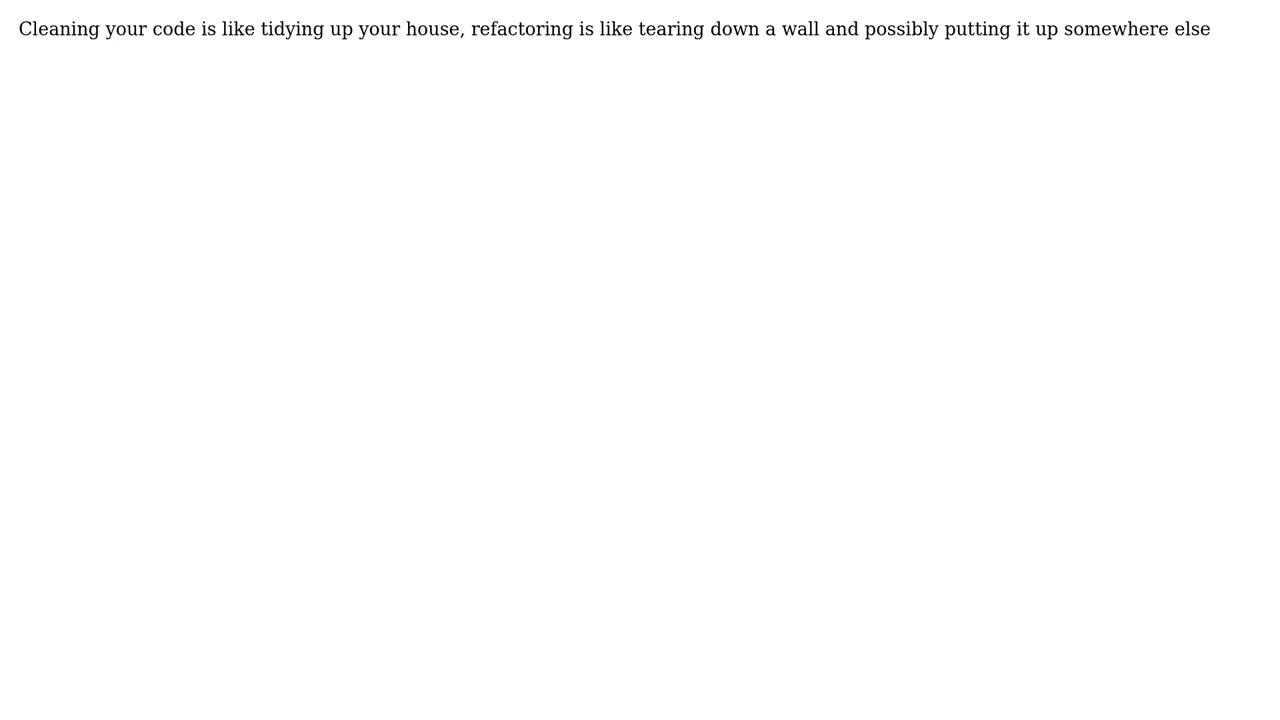 Cleaning your code is like tidying up your house, refactoring is like tearing down a wall and possibly putting it up somewhere else